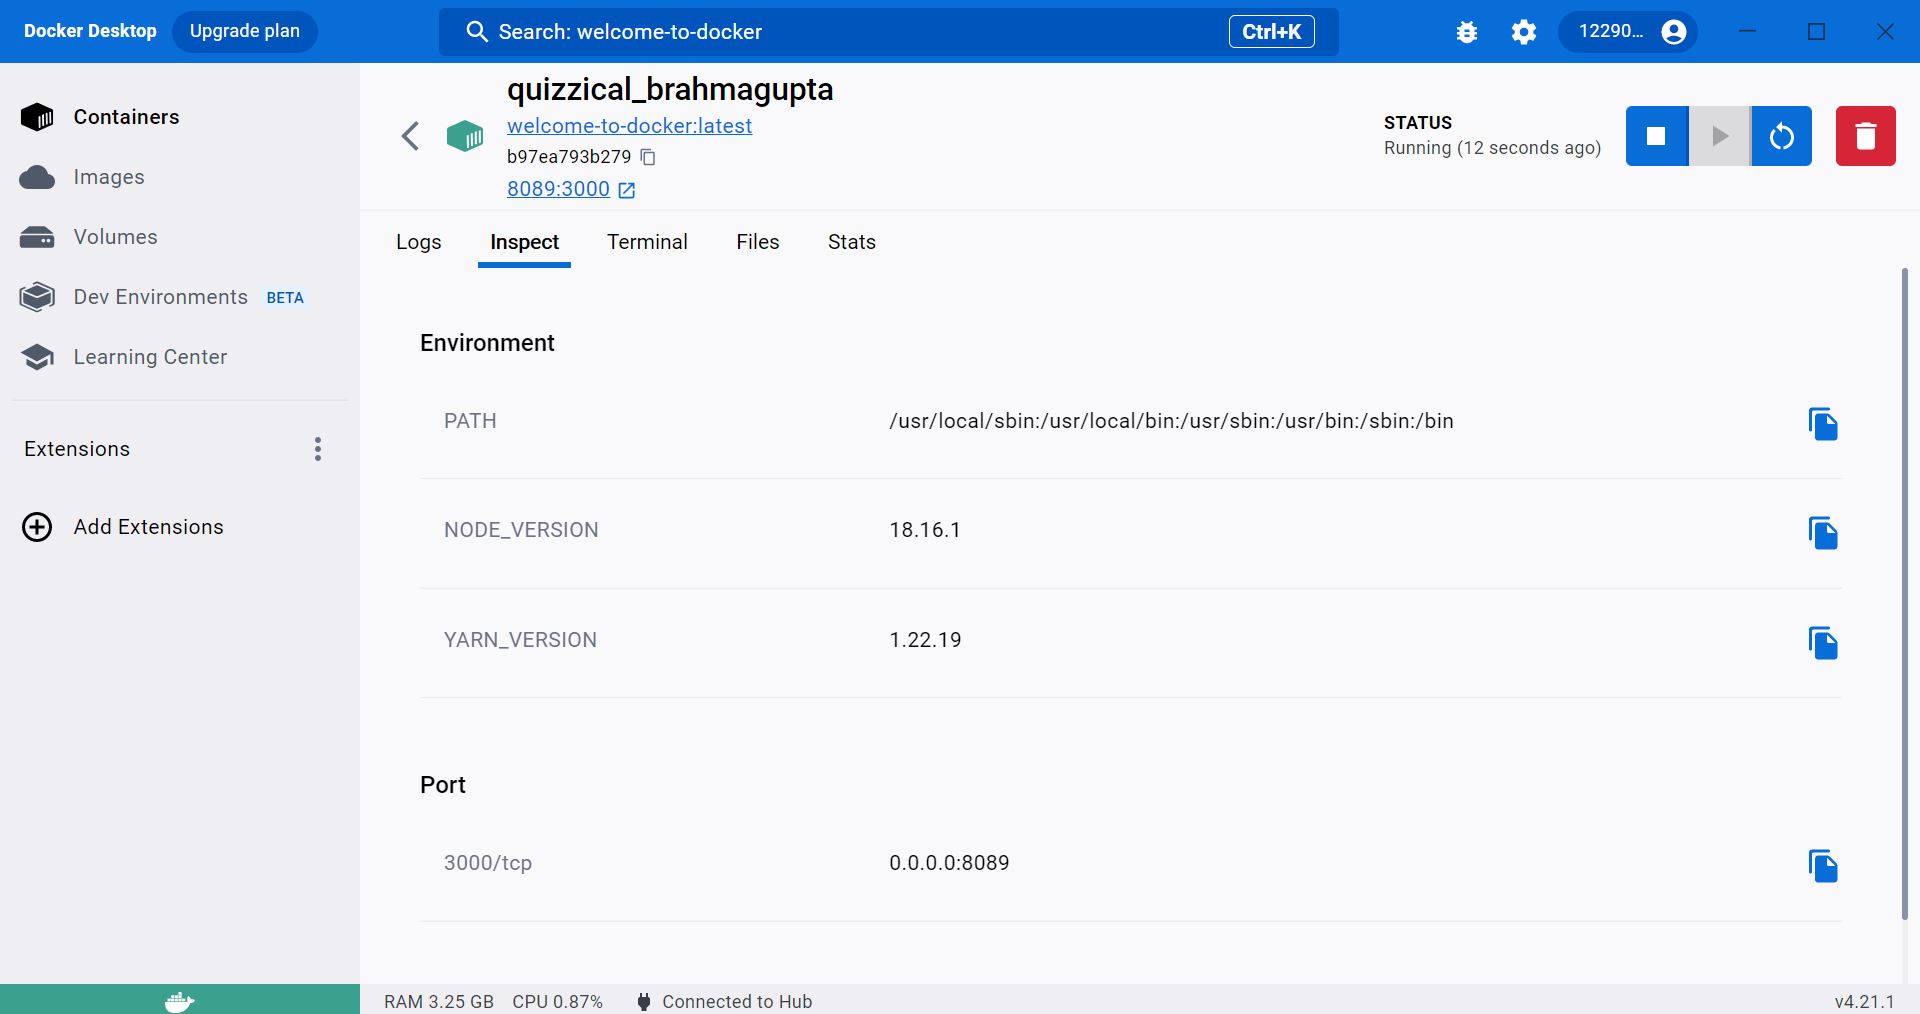 Docker Desktop
Upgrade plan
Search: welcome-to-docker
Ctrl+K
12290...
Containers
Images
Volumes
Dev Environments BETA
Learning Center
Extensions
Add Extensions
quizzical_brahmagupta
welcome-to-docker:latest
b97ea793b279
8089:3000
STATUS
Running (12 seconds ago)
Logs
Inspect
Terminal
Files
Stats
Environment
PATH /usr/local/sbin:/usr/local/bin:/usr/sbin:/usr/bin:/sbin:/bin
NODE_VERSION 18.16.1
YARN_VERSION 1.22.19
Port
3000/tcp 0.0.0.0:8089
RAM 3.25 GB CPU 0.87% Connected to Hub
v4.21.1